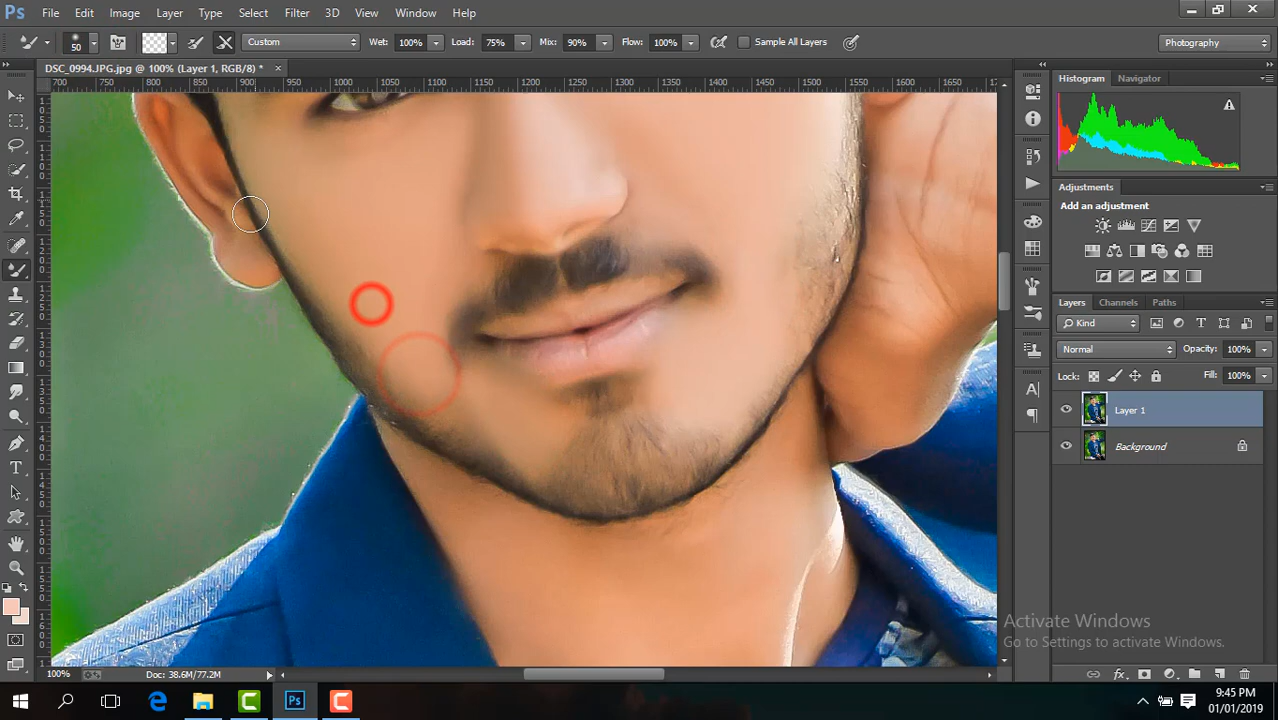 Ps File Edit Image Layer Type Select Filter 3D View Window Help
50 Custom Wet: 100% Load: 75% Mix: 90% Flow: 100% Sample All Layers Photography
DSC_0994.JPG.jpg @ 100% (Layer 1, RGB/8) * ×
700 750 800 850 900 950 1000 1050 1100 1150 1200 1250 1300 1350 1400 1450 1500 1550 1600 1650
Histogram Navigator
Adjustments
Add an adjustment
Layers Channels Paths
Kind
Normal Opacity: 100%
Lock: Fill: 100%
Layer 1
Background
Activate Windows
Go to Settings to activate Windows.
100% Doc: 38.6M/77.2M
9:45 PM
01/01/2019